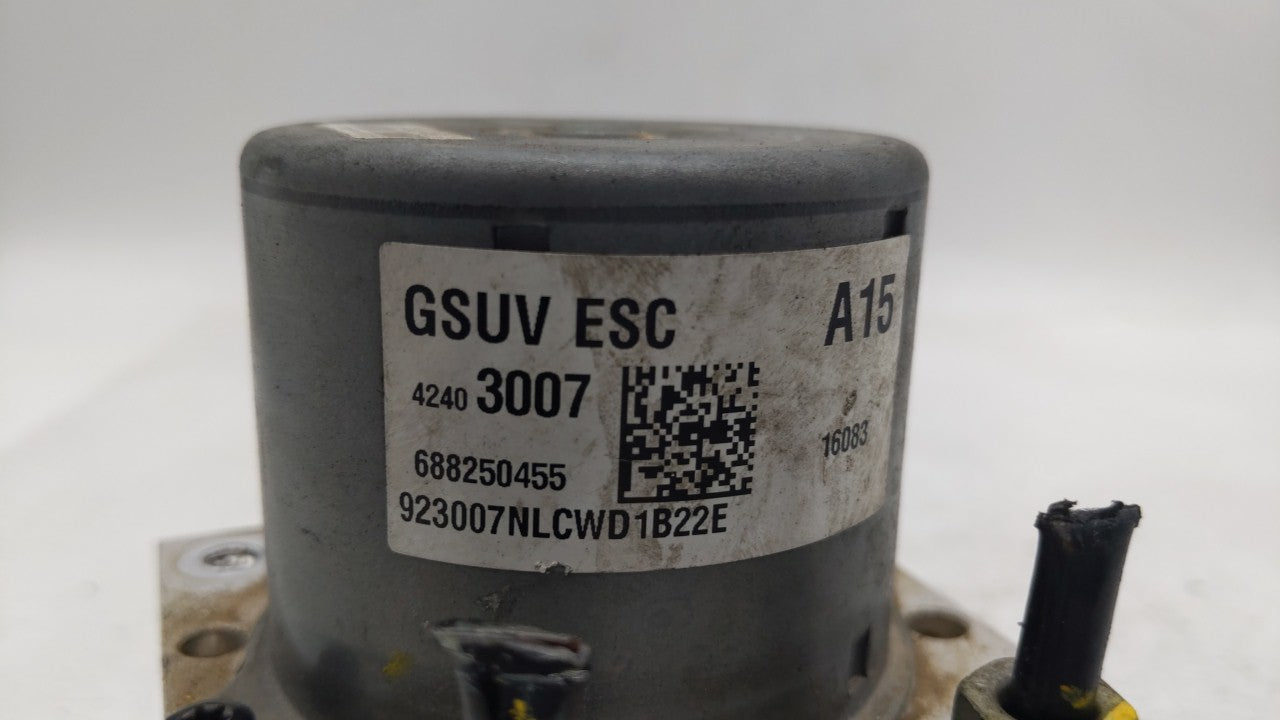 GSUV ESC A15
4240 3007
16083
688250455
923007NLCWD1B22E